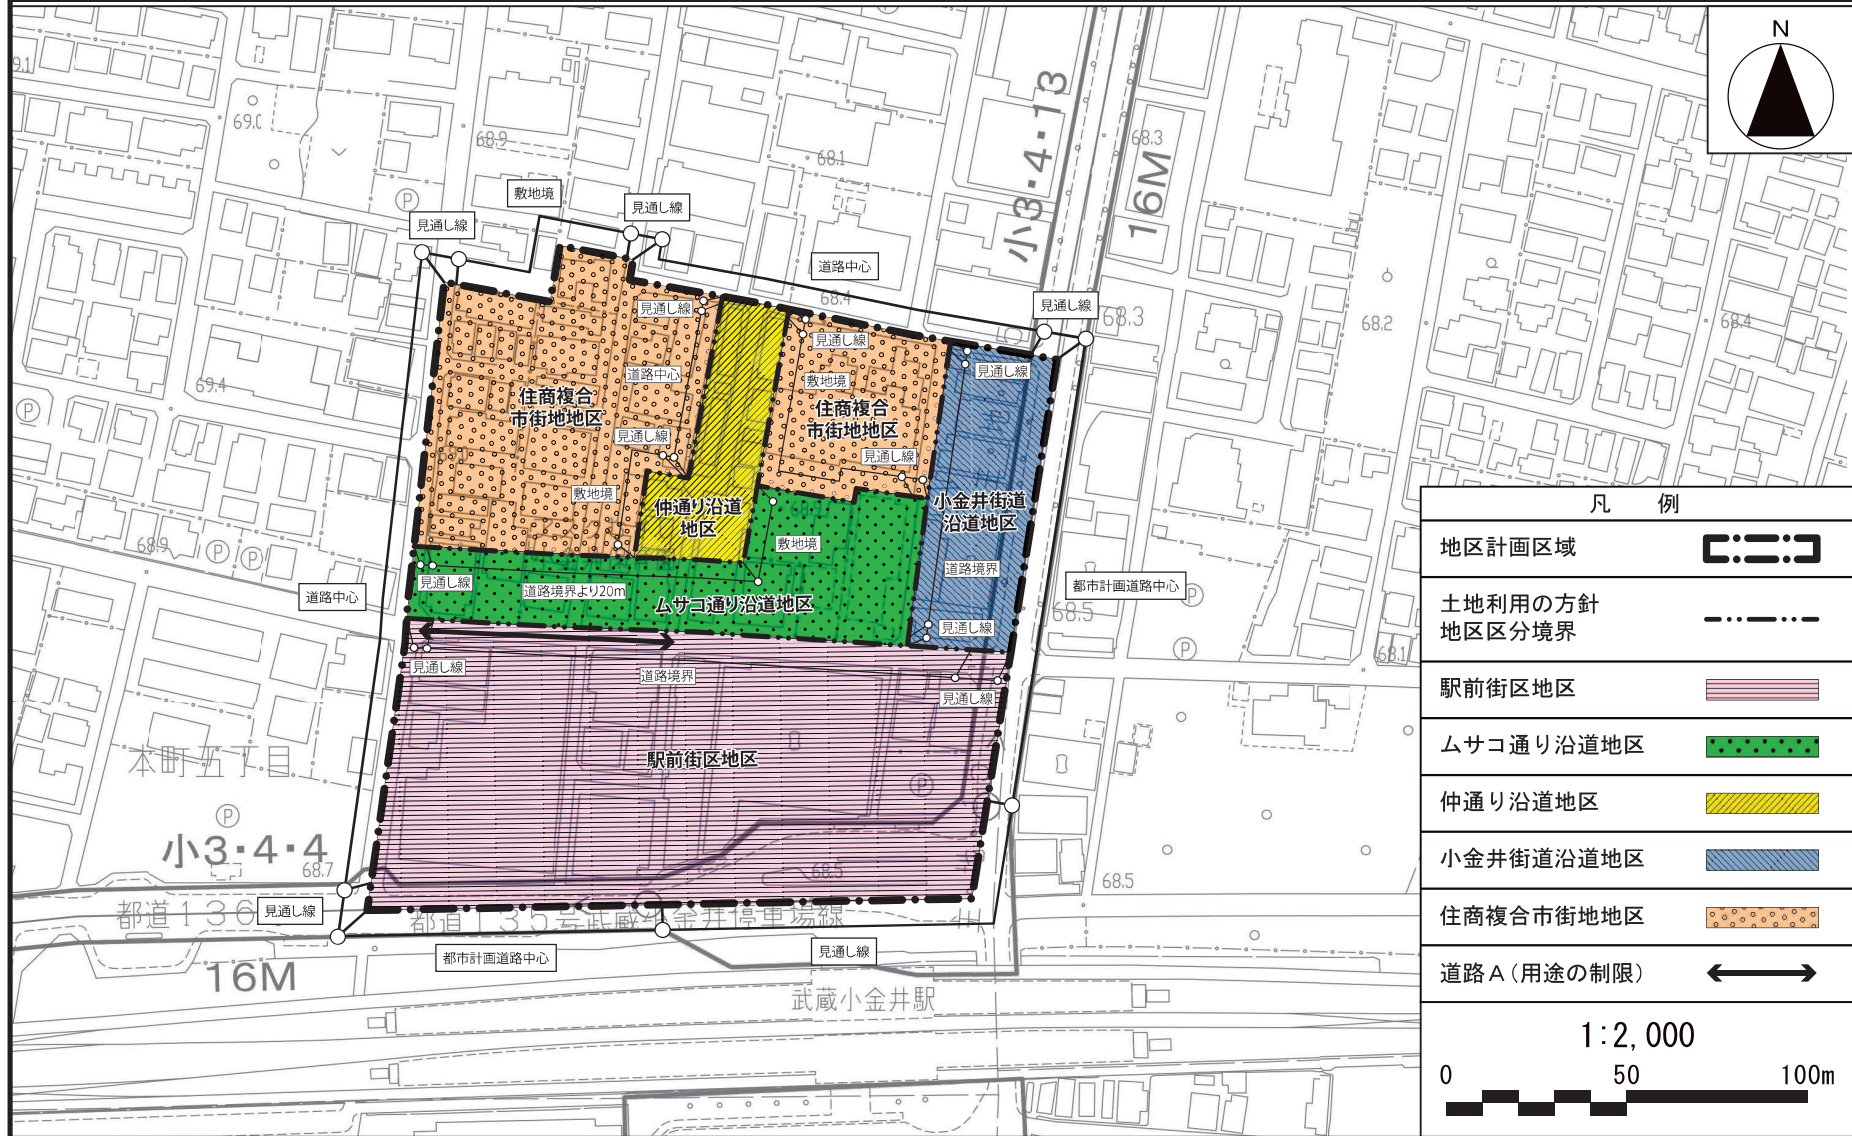 N
9.1
69.0
68.9
68.1
小3・4・13
16M
68.3
Ⓟ
敷地境
見通し線
見通し線
道路中心
68.4
見通し線
68.3
68.2
68.4
見通し線
見通し線
見通し線
道路中心
敷地境
69.4
Ⓟ
住商複合
市街地地区
住商複合
市街地地区
見通し線
見通し線
敷地境
仲通り沿道
地区
小金井街道
沿道地区
68.9
Ⓟ
Ⓟ
敷地境
道路境界
見通し線
道路境界より20m
ムサコ通り沿道地区
道路中心
都市計画道路中心
Ⓟ
68.5
見通し線
Ⓟ
68.1
見通し線
道路境界
見通し線
本町五丁目
駅前街区地区
Ⓟ
Ⓟ
小3・4・4
68.7
68.5
68.5
都道136
見通し線
都道135号武蔵小金井停車場線
都市計画道路中心
見通し線
16M
武蔵小金井駅
凡例
地区計画区域
土地利用の方針
地区区分境界
駅前街区地区
ムサコ通り沿道地区
仲通り沿道地区
小金井街道沿道地区
住商複合市街地地区
道路A(用途の制限)
1:2,000
0 50 100m